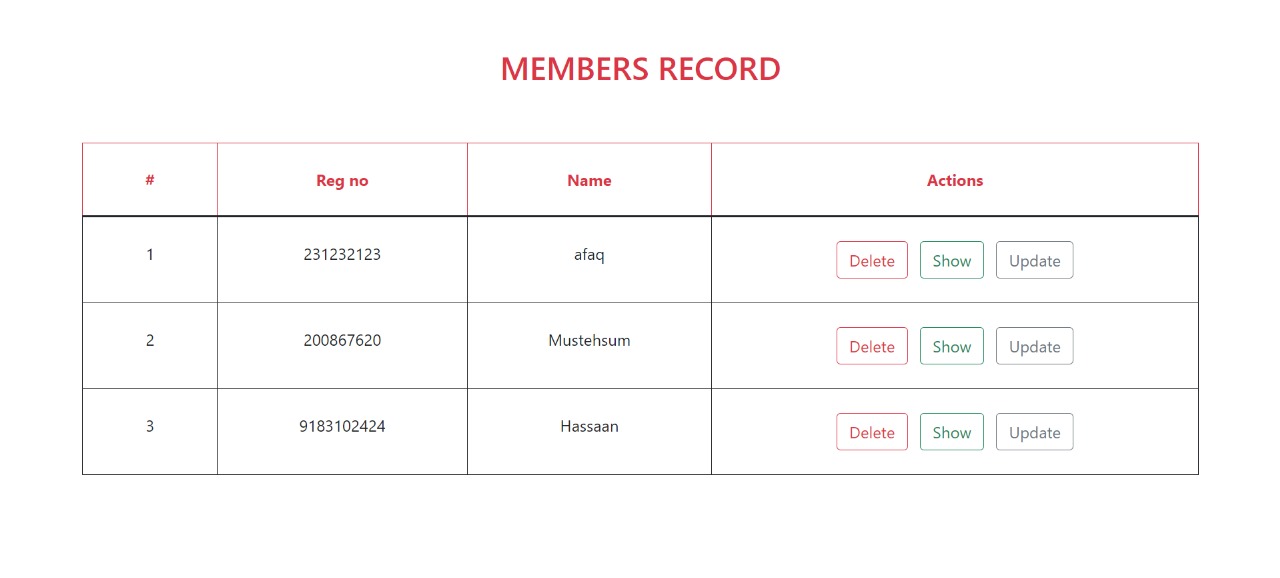 MEMBERS RECORD
# Reg no Name Actions
1 231232123 afaq Delete Show Update
2 200867620 Mustehsum Delete Show Update
3 9183102424 Hassaan Delete Show Update